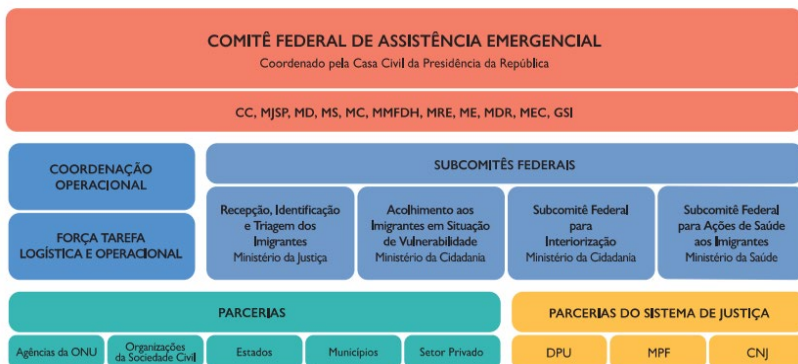 COMITÊ FEDERAL DE ASSISTÊNCIA EMERGENCIAL
Coordenado pela Casa Civil da Presidência da República
CC, MJSP, MD, MS, MC, MMFDH, MRE, ME, MDR, MEC, GSI
COORDENAÇÃO
OPERACIONAL
FORÇA TAREFA
LOGÍSTICA E OPERACIONAL
SUBCOMITÊS FEDERAIS
Recepção, Identificação
e Triagem dos
Imigrantes
Ministério da Justiça
Acolhimento aos
Imigrantes em Situação
de Vulnerabilidade
Ministério da Cidadania
Subcomitê Federal
para
Interiorização
Ministério da Cidadania
Subcomitê Federal
para Ações de Saúde
aos Imigrantes
Ministério da Saúde
PARCERIAS
Agências da ONU
Organizações
da Sociedade Civil
Estados
Municípios
Setor Privado
PARCERIAS DO SISTEMA DE JUSTIÇA
DPU
MPF
CNJ